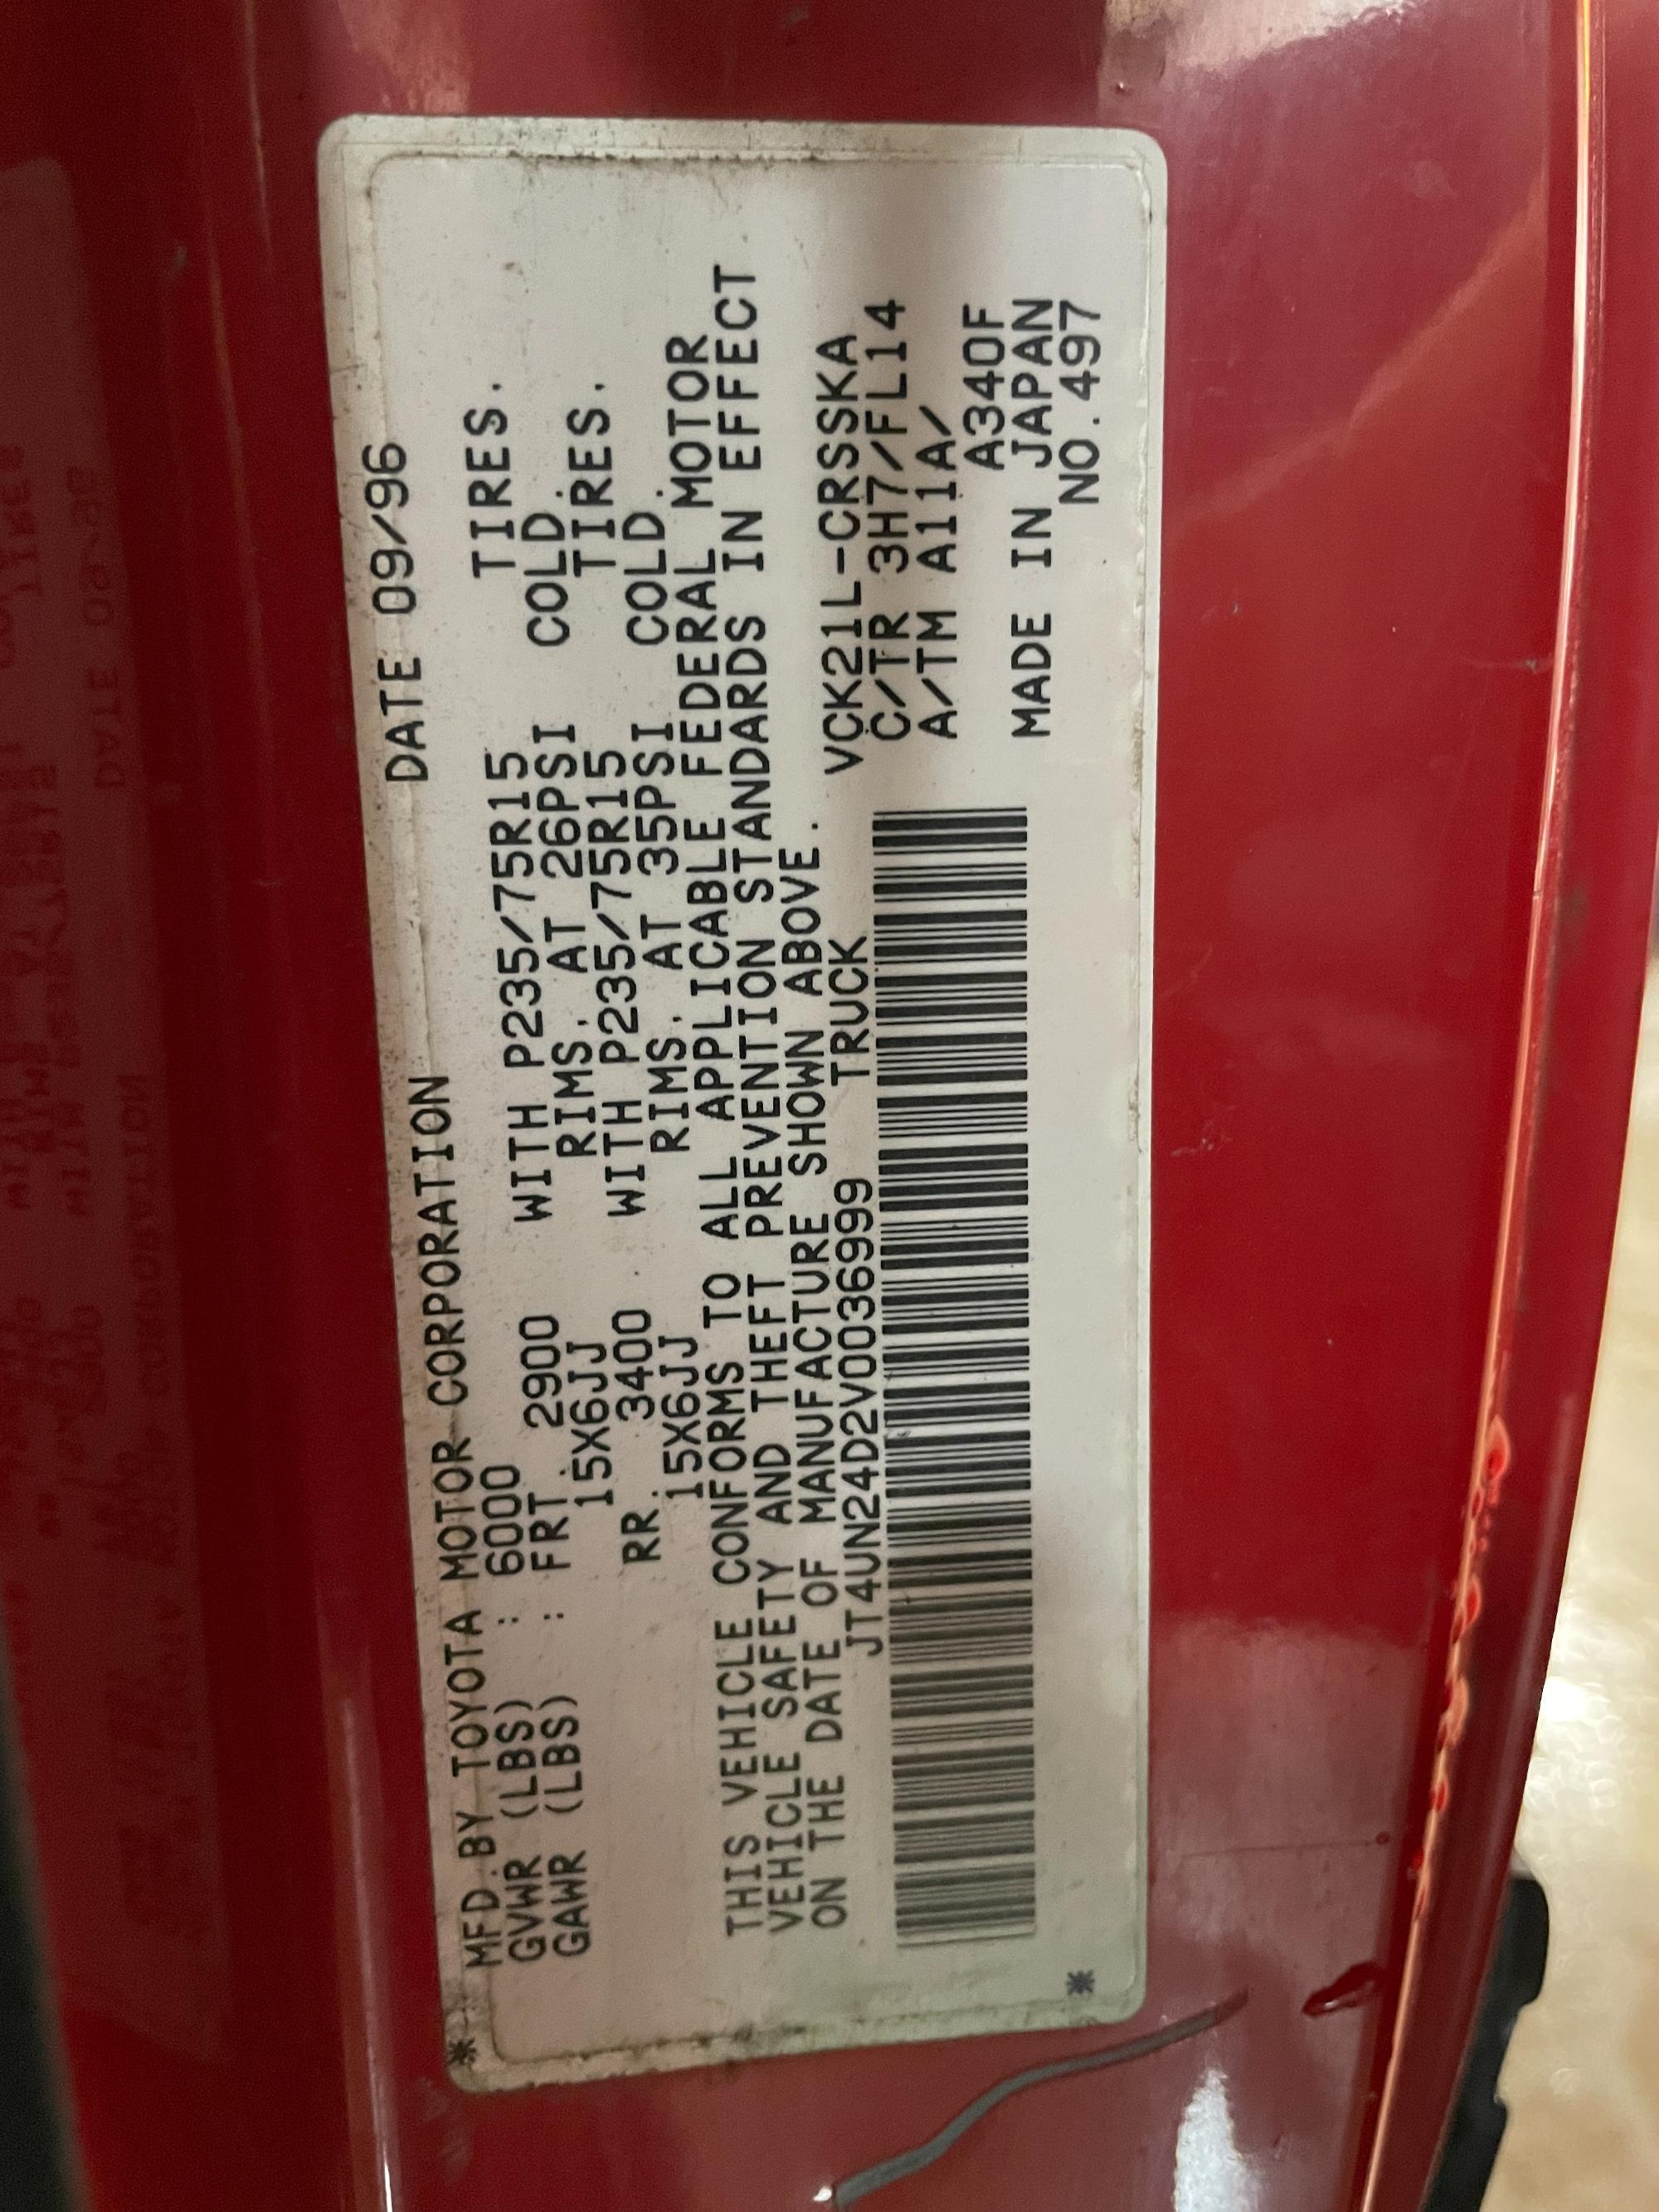 * MFD.BY TOYOTA MOTOR CORPORATION DATE 09/96
GVWR (LBS) : 6000
GAWR (LBS) : FRT. 2900 WITH P235/75R15 TIRES.
15X6JJ RIMS. AT 26PSI COLD.
RR. 3400 WITH P235/75R15 TIRES.
15X6JJ RIMS. AT 35PSI COLD.
THIS VEHICLE CONFORMS TO ALL APPLICABLE FEDERAL MOTOR
VEHICLE SAFETY AND THEFT PREVENTION STANDARDS IN EFFECT
ON THE DATE OF MANUFACTURE SHOWN ABOVE.
JT4UN24D2V0036999 TRUCK VCK21L-CRSSKA
C/TR 3H7/FL14
A/TM A11A/
A340F
MADE IN JAPAN
* NO.497